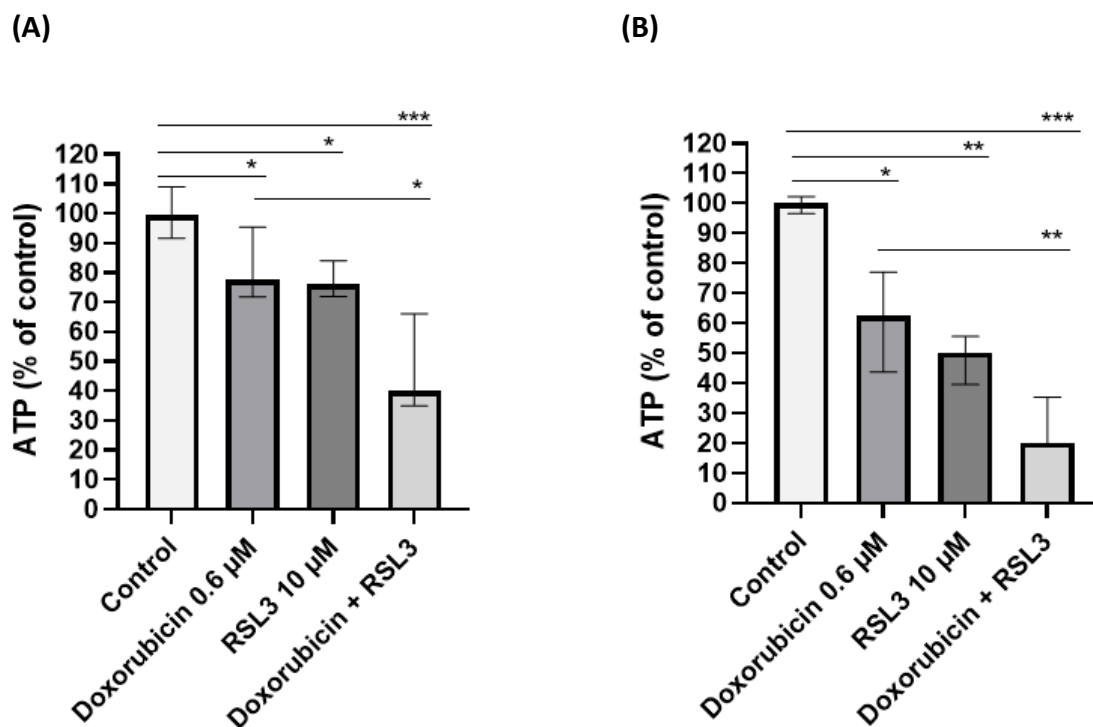 (A)
***
*
*
*
ATP (% of control)
120
110
100
90
80
70
60
50
40
30
20
10
0
Control
Doxorubicin 0.6 μM
RSL3 10 μM
Doxorubicin + RSL3
(B)
***
**
*
**
ATP (% of control)
120
110
100
90
80
70
60
50
40
30
20
10
0
Control
Doxorubicin 0.6 μM
RSL3 10 μM
Doxorubicin + RSL3